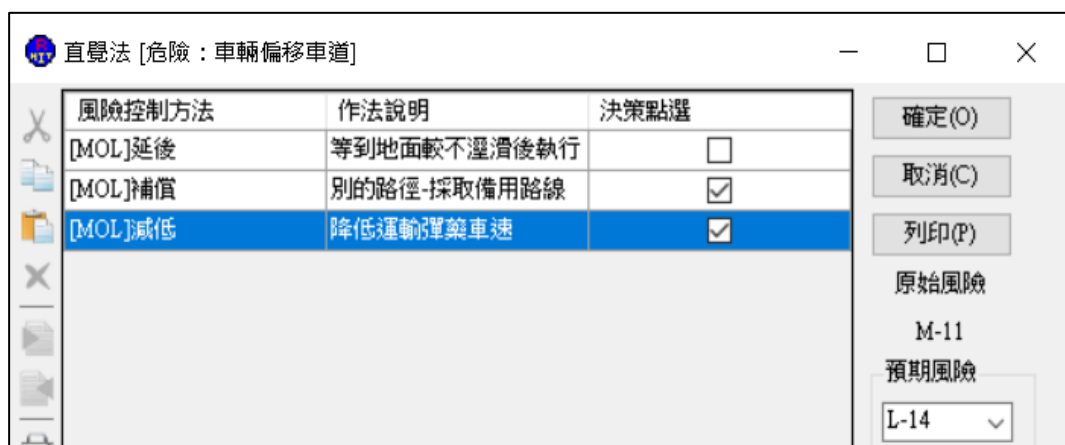 直覺法 [危險：車輛偏移車道]
風險控制方法 作法說明 決策點選
[MOL]延後 等到地面較不溼滑後執行
[MOL]補償 別的路徑-採取備用路線
[MOL]減低 降低運輸彈藥車速
確定(O)
取消(C)
列印(P)
原始風險
M-11
預期風險
L-14